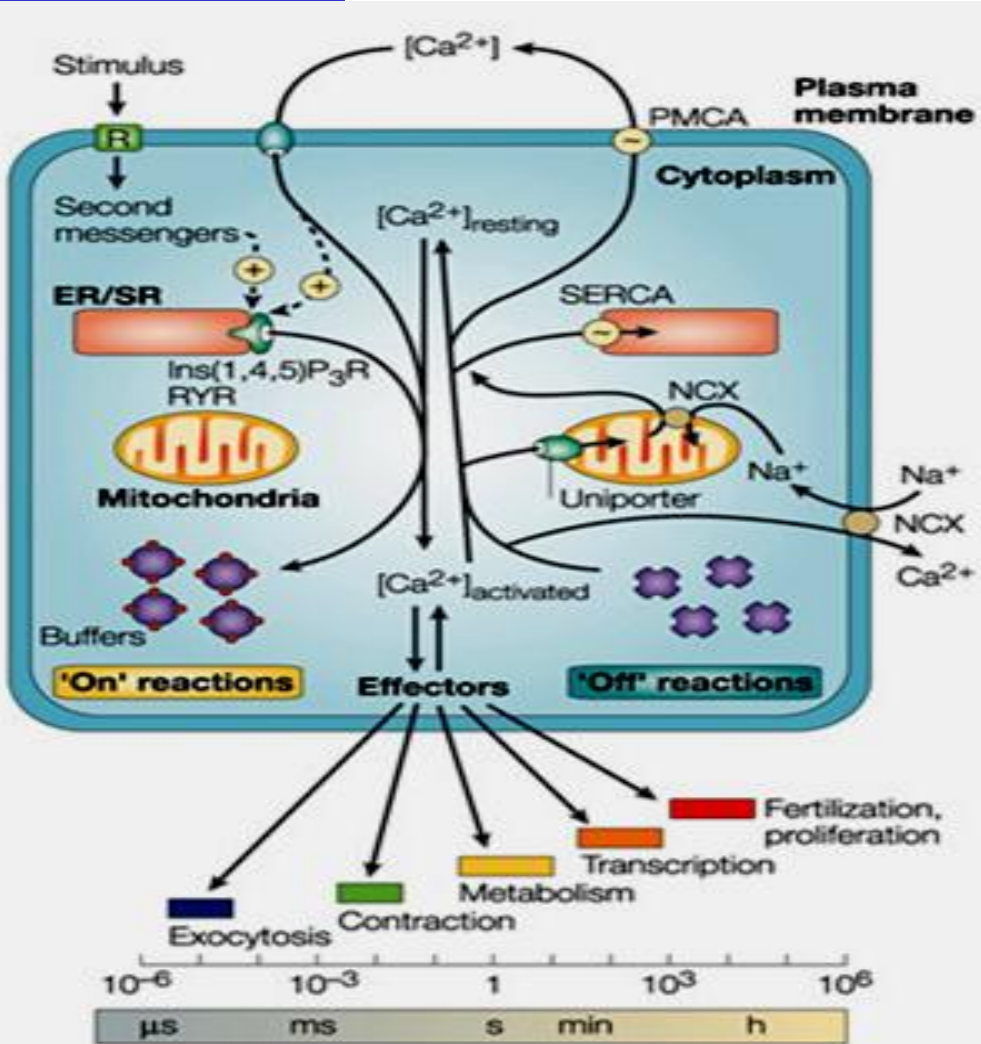 [Ca²⁺]
Stimulus
Plasma
membrane
PMCA
R
~
Cytoplasm
Second
messengers
[Ca²⁺]resting
+
+
ER/SR
SERCA
~
Ins(1,4,5)P₃R
RYR
NCX
Mitochondria
Na⁺
Na⁺
Uniporter
NCX
Ca²⁺
[Ca²⁺]activated
Buffers
'On' reactions
Effectors
'Off' reactions
Fertilization,
proliferation
Transcription
Metabolism
Contraction
Exocytosis
10⁻⁶ 10⁻³ 1 10³ 10⁶
µs ms s min h